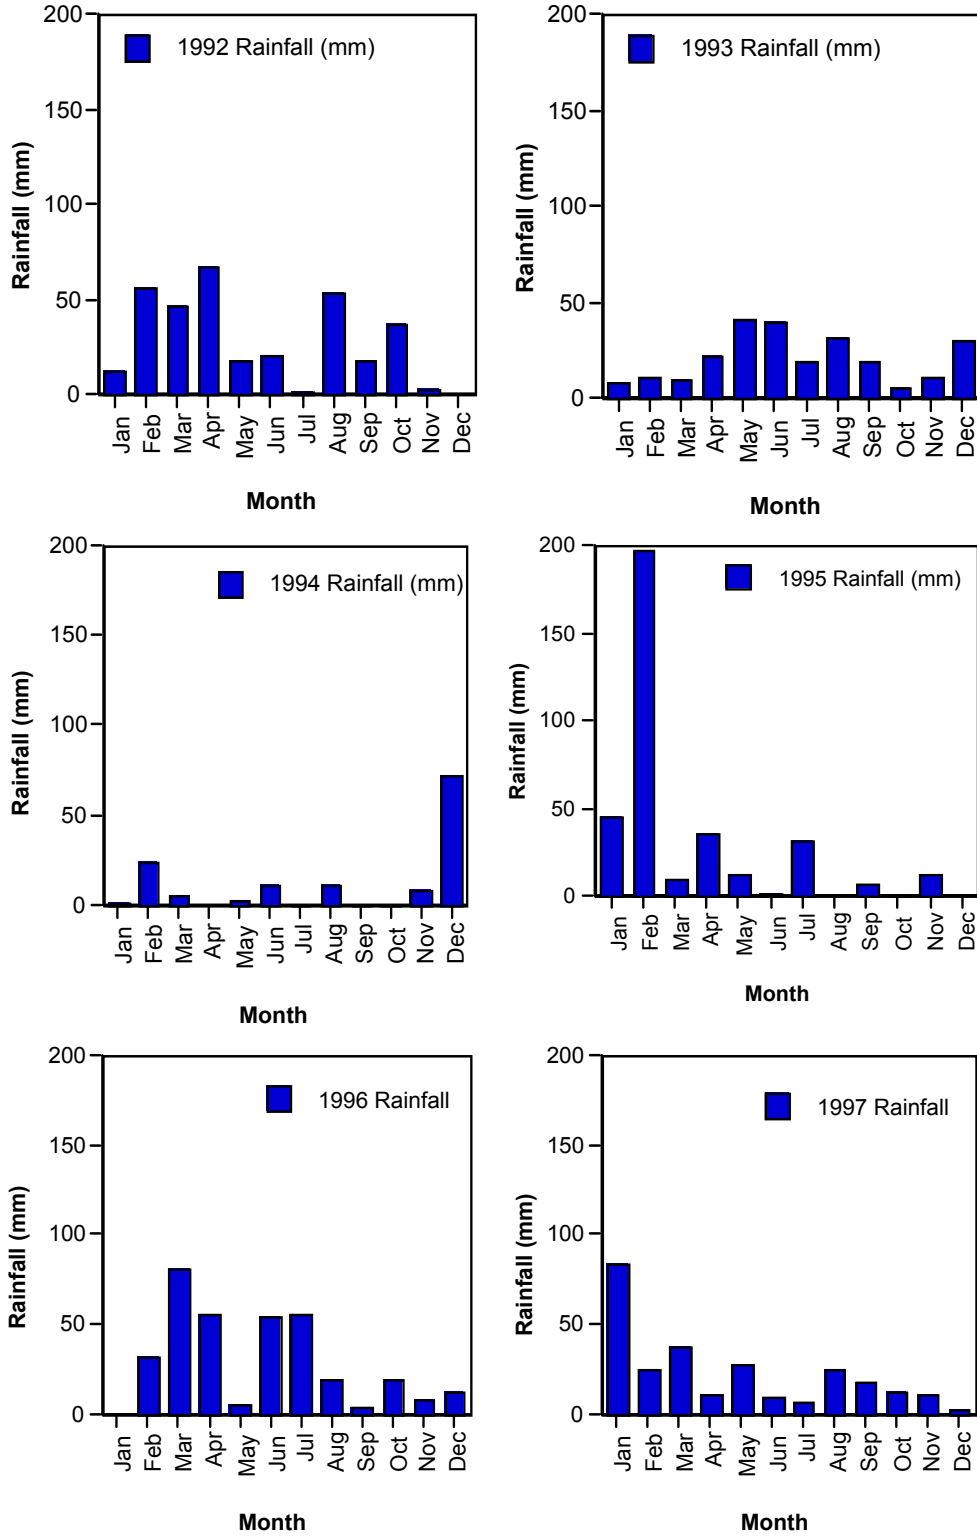 200
1992 Rainfall (mm)
150
100
50
0
Rainfall (mm)
Jan
Feb
Mar
Apr
May
Jun
Jul
Aug
Sep
Oct
Nov
Dec
Month
200
1993 Rainfall (mm)
150
100
50
0
Rainfall (mm)
Jan
Feb
Mar
Apr
May
Jun
Jul
Aug
Sep
Oct
Nov
Dec
Month
200
1994 Rainfall (mm)
150
100
50
0
Rainfall (mm)
Jan
Feb
Mar
Apr
May
Jun
Jul
Aug
Sep
Oct
Nov
Dec
Month
200
1995 Rainfall (mm)
150
100
50
0
Rainfall (mm)
Jan
Feb
Mar
Apr
May
Jun
Jul
Aug
Sep
Oct
Nov
Dec
Month
200
1996 Rainfall
150
100
50
0
Rainfall (mm)
Jan
Feb
Mar
Apr
May
Jun
Jul
Aug
Sep
Oct
Nov
Dec
Month
200
1997 Rainfall
150
100
50
0
Rainfall (mm)
Jan
Feb
Mar
Apr
May
Jun
Jul
Aug
Sep
Oct
Nov
Dec
Month